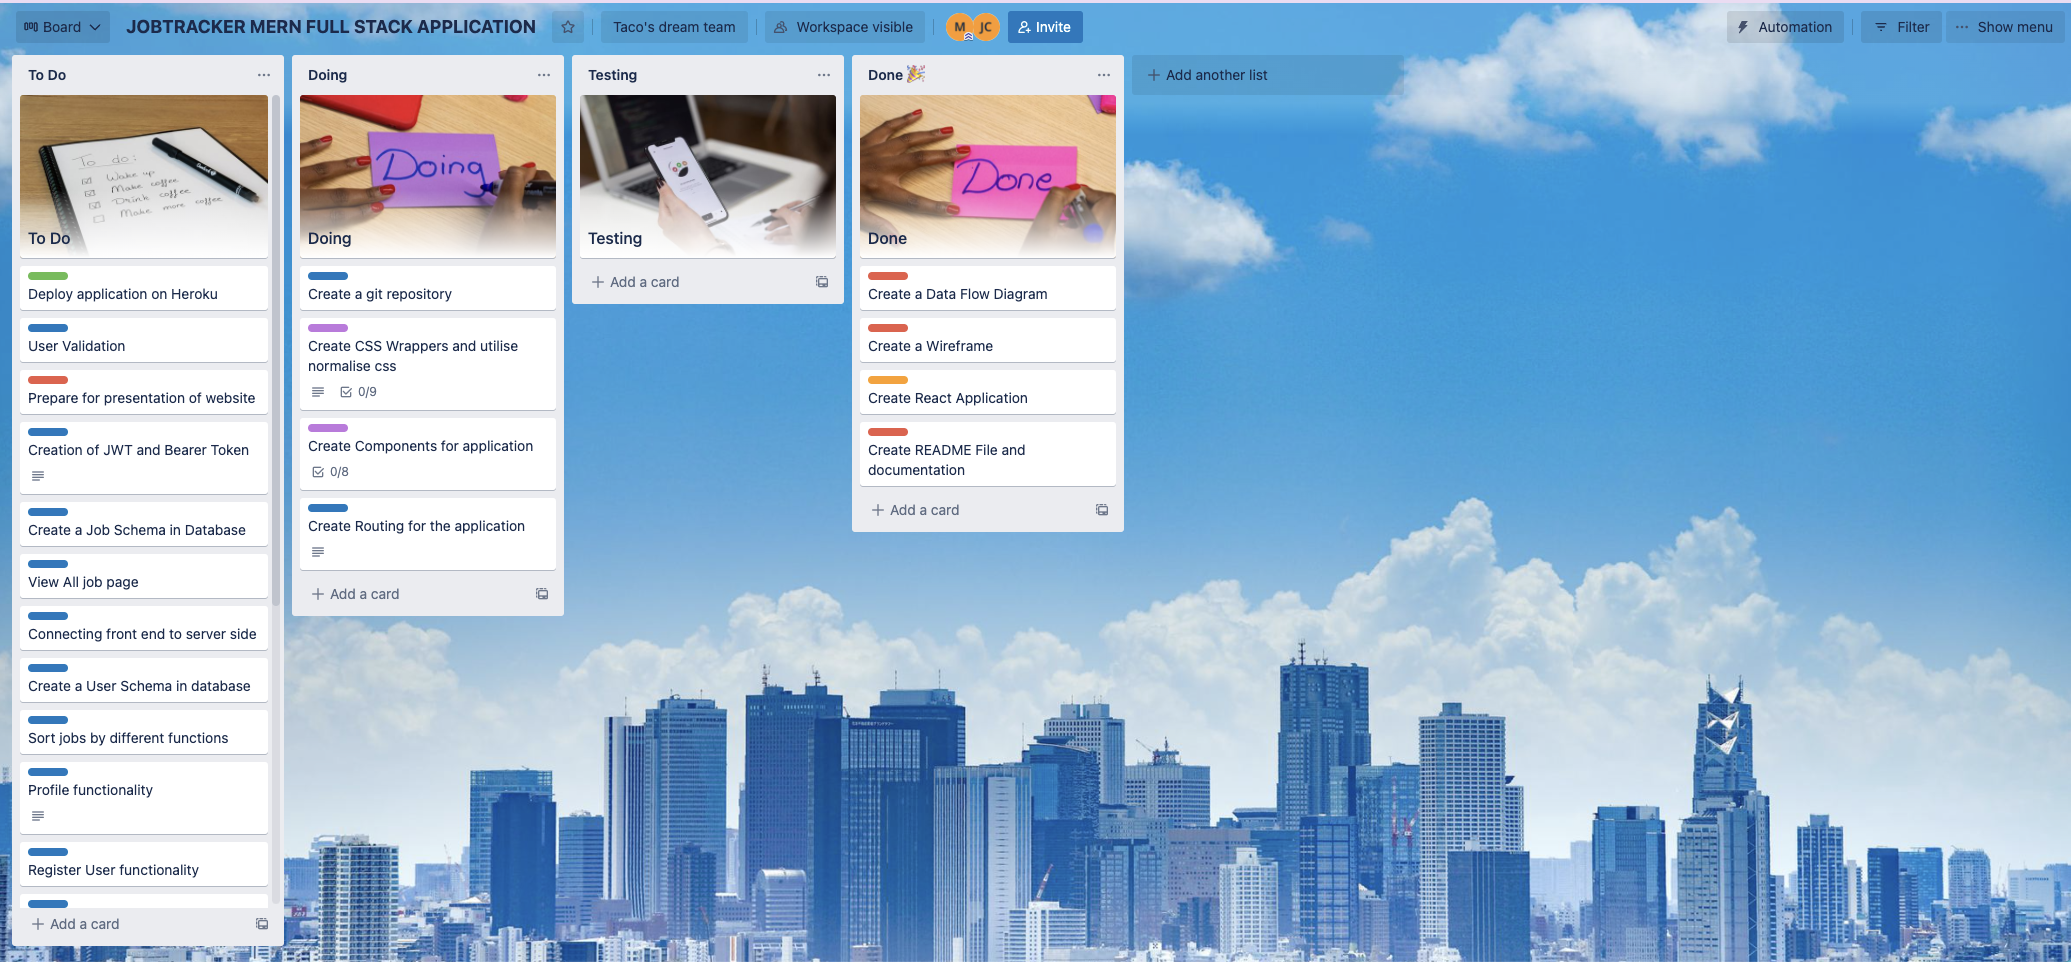 Board
JOBTRACKER MERN FULL STACK APPLICATION
Taco's dream team
Workspace visible
M
JC
Invite
Automation
Filter
Show menu
To Do
To do:
Wake up
Make coffee
Drink coffee
Make more coffee
To Do
Deploy application on Heroku
User Validation
Prepare for presentation of website
Creation of JWT and Bearer Token
Create a Job Schema in Database
View All job page
Connecting front end to server side
Create a User Schema in database
Sort jobs by different functions
Profile functionality
Register User functionality
Add a card
Doing
Doing
Doing
Create a git repository
Create CSS Wrappers and utilise
normalise css
0/9
Create Components for application
0/8
Create Routing for the application
Add a card
Testing
Testing
Add a card
Done
Done
Done
Create a Data Flow Diagram
Create a Wireframe
Create React Application
Create README File and
documentation
Add a card
Add another list